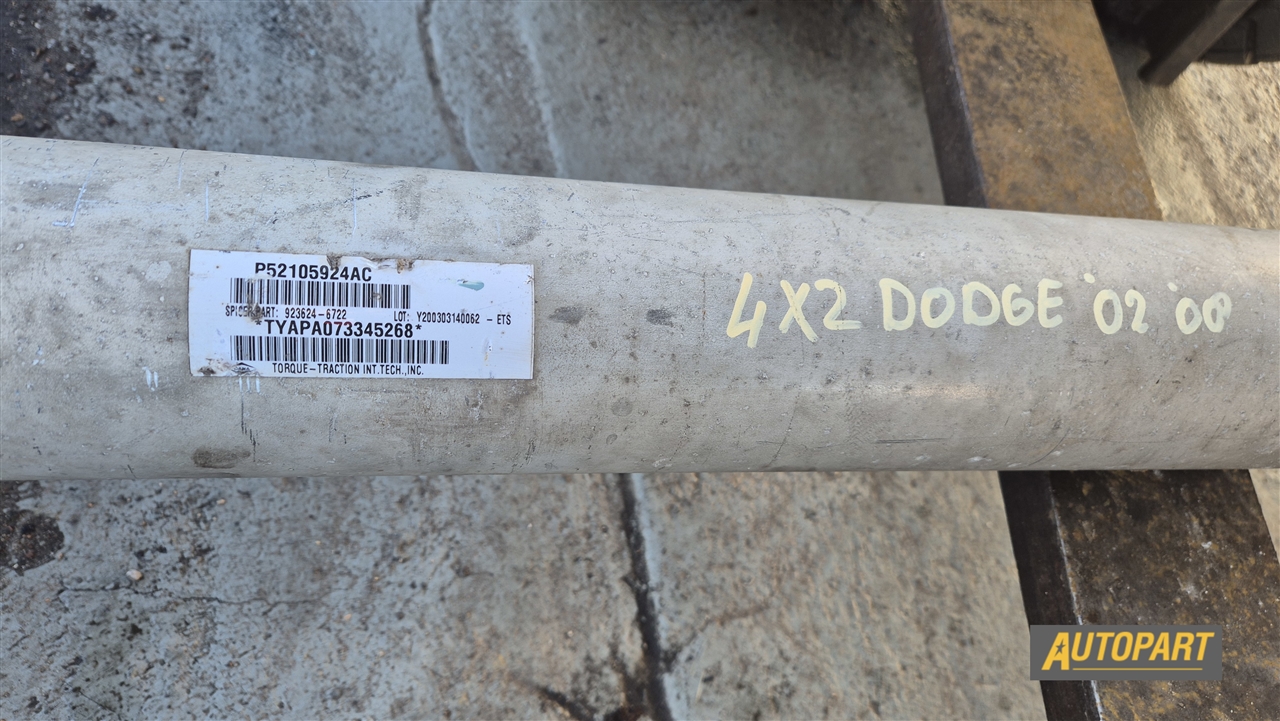 P52105924AC
SPICER PART: 923624-6722 LOT: Y200303140062 - ETS
TYAPA073345268*
TORQUE-TRACTION INT.TECH.,INC.
4X2 DODGE '02 '08
AUTOPART